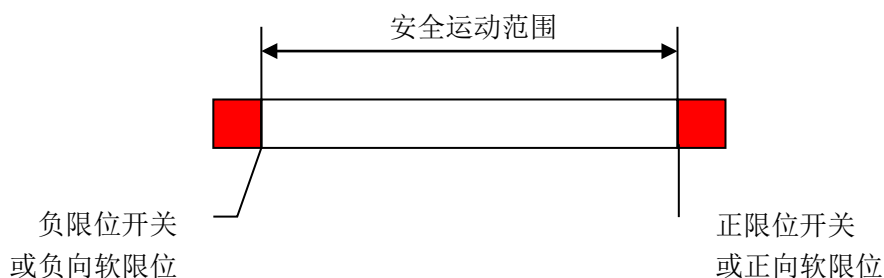 安全运动范围
负限位开关
或负向软限位
正限位开关
或正向软限位